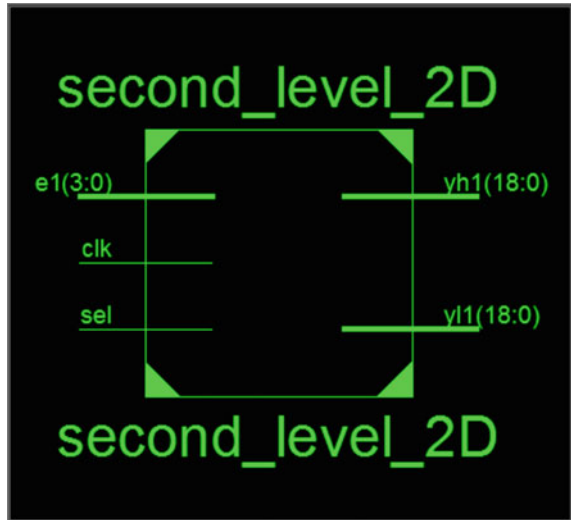 second_level_2D
e1(3:0)
yh1(18:0)
clk
sel
yl1(18:0)
second_level_2D